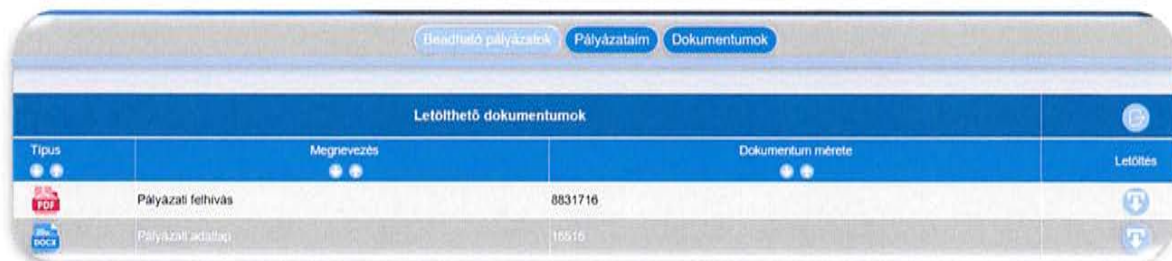 Beadható pályázatok Pályázataim Dokumentumok
Letölthető dokumentumok
Típus Megnevezés Dokumentum mérete Letöltés
PDF Pályázati felhívás 8831716
DOCX Pályázati adatlap 16516